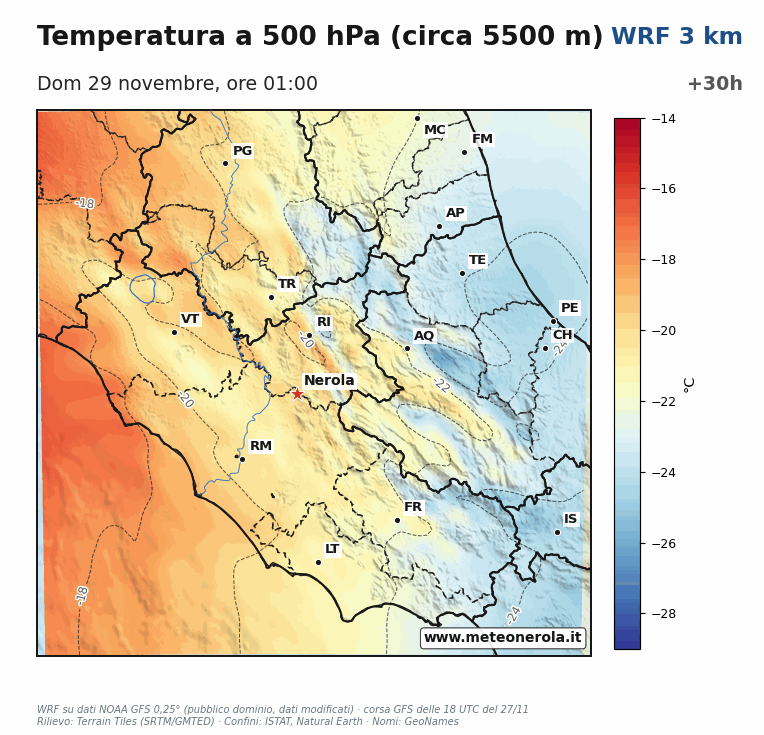 Temperatura a 500 hPa (circa 5500 m) WRF 3 km
Dom 29 novembre, ore 01:00 +30h
MC
FM
PG
-18
AP
TE
TR
PE
VT
RI
CH
AQ
-20
-24
-22
Nerola
-20
RM
FR
IS
LT
-18
-24
www.meteonerola.it
−14
−16
−18
−20
−22
−24
−26
−28
°C
WRF su dati NOAA GFS 0,25° (pubblico dominio, dati modificati) · corsa GFS delle 18 UTC del 27/11
Rilievo: Terrain Tiles (SRTM/GMTED) · Confini: ISTAT, Natural Earth · Nomi: GeoNames